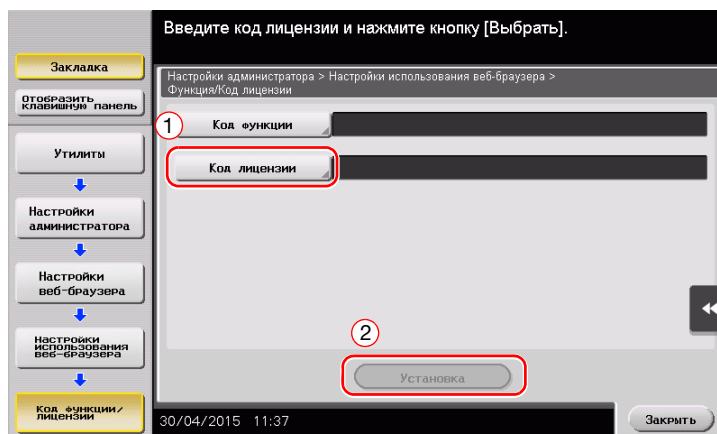 Введите код лицензии и нажмите кнопку [Выбрать].
Закладка
Отобразить
клавишную панель
Настройки администратора > Настройки использования веб-браузера >
Функция/Код лицензии
1
Код функции
Код лицензии
Утилиты
Настройки
администратора
Настройки
веб-браузера
Настройки
использования
веб-браузера
2
Установка
Код функции/
лицензии
30/04/2015 11:37
Закрыть